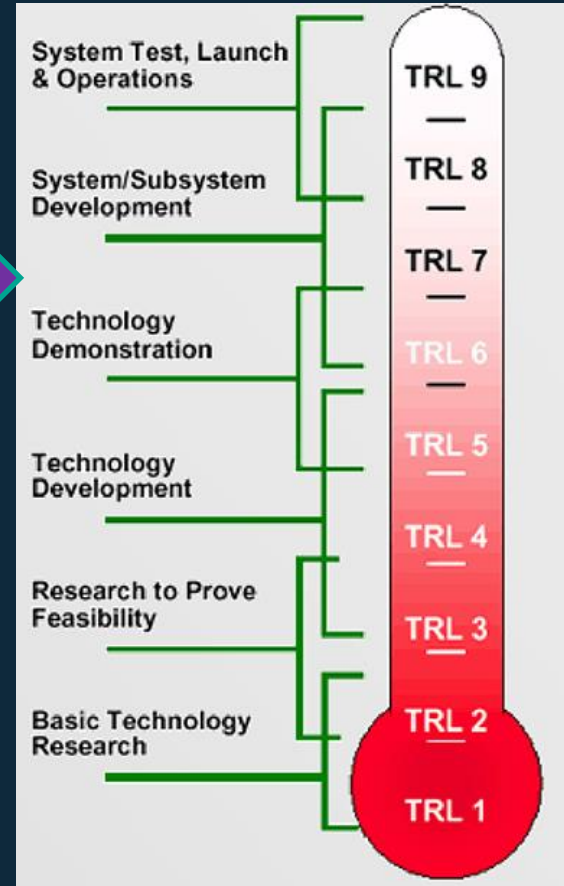 System Test, Launch
& Operations
System/Subsystem
Development
Technology
Demonstration
Technology
Development
Research to Prove
Feasibility
Basic Technology
Research
TRL 9
TRL 8
TRL 7
TRL 6
TRL 5
TRL 4
TRL 3
TRL 2
TRL 1